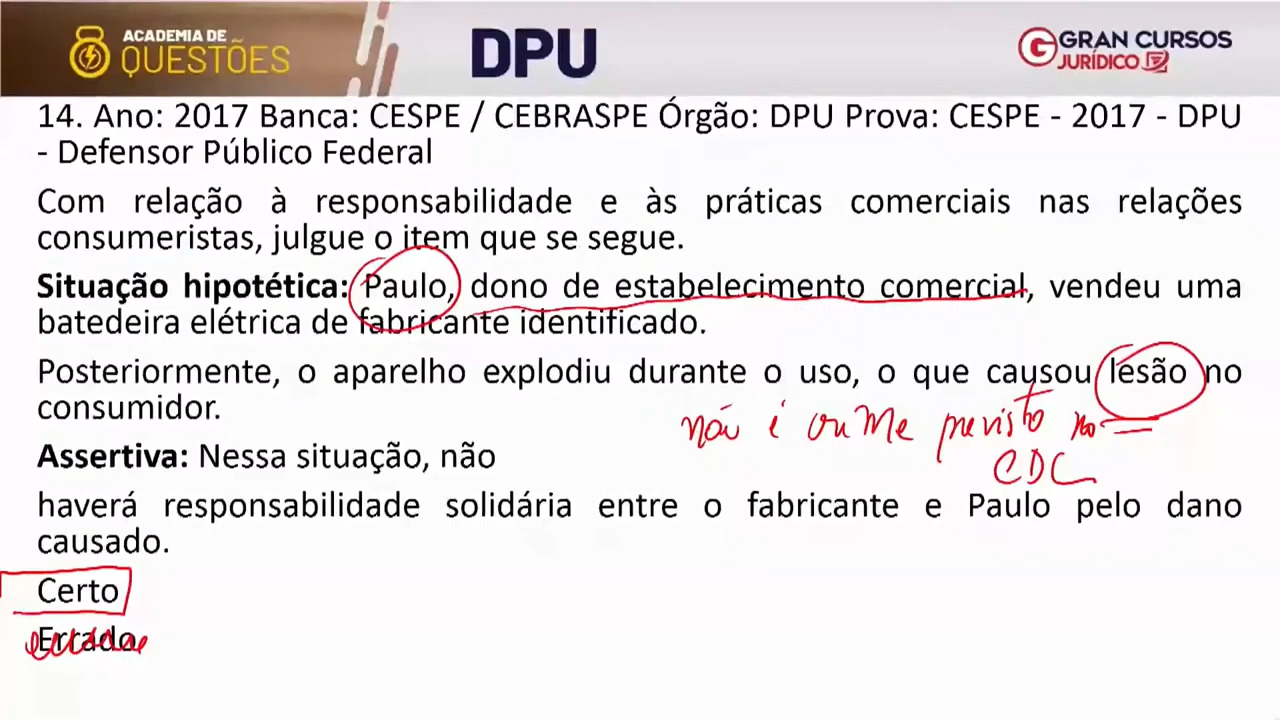 ACADEMIA DE
QUESTÕES
DPU
GRAN CURSOS
JURÍDICO
14. Ano: 2017 Banca: CESPE / CEBRASPE Órgão: DPU Prova: CESPE - 2017 - DPU
- Defensor Público Federal
Com relação à responsabilidade e às práticas comerciais nas relações
consumeristas, julgue o item que se segue.
Situação hipotética: Paulo, dono de estabelecimento comercial, vendeu uma
batedeira elétrica de fabricante identificado.
Posteriormente, o aparelho explodiu durante o uso, o que causou lesão no
consumidor.
não é crime previsto no
CDC
Assertiva: Nessa situação, não
haverá responsabilidade solidária entre o fabricante e Paulo pelo dano
causado.
Certo
Errado